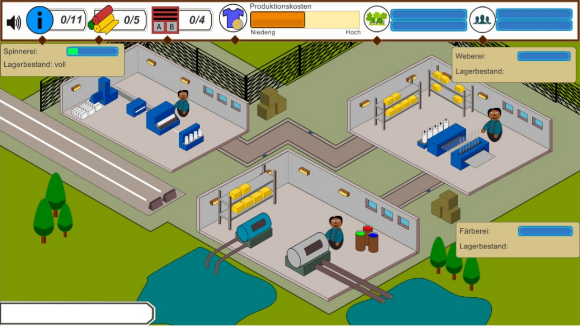 Produktionskosten
i 0/11
0/5
A B 0/4
Niedrig Hoch
Spinnerei:
Lagerbestand: voll
Weberei:
Lagerbestand:
Färberei:
Lagerbestand: